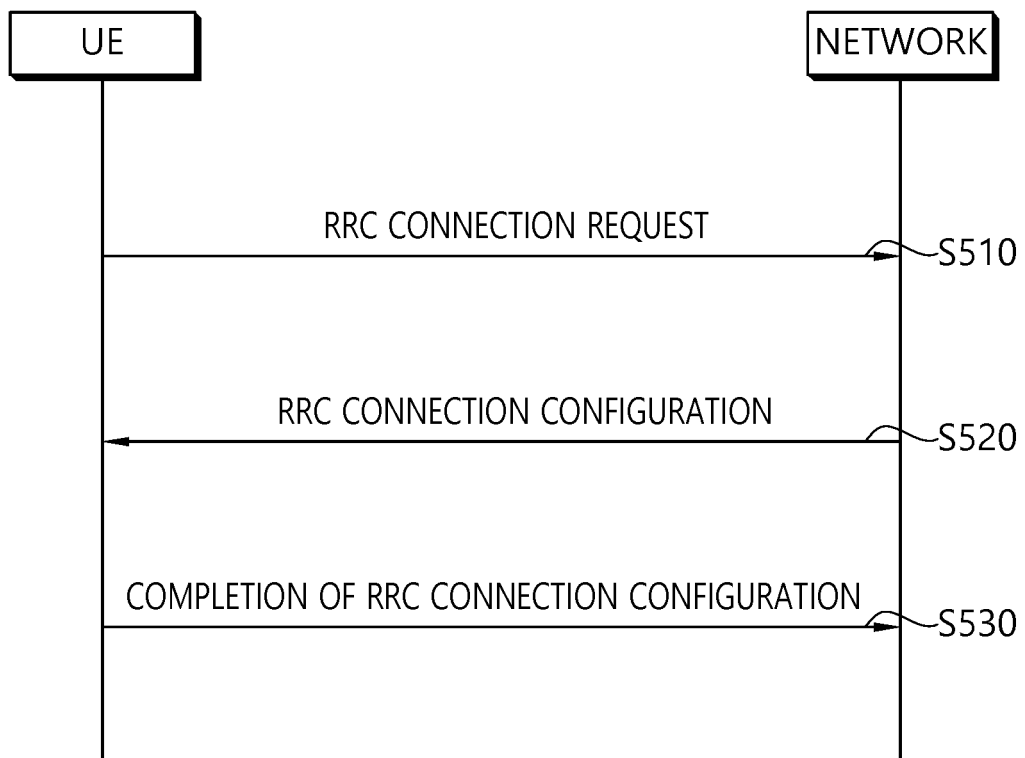 UE
NETWORK
RRC CONNECTION REQUEST
S510
RRC CONNECTION CONFIGURATION
S520
COMPLETION OF RRC CONNECTION CONFIGURATION
S530